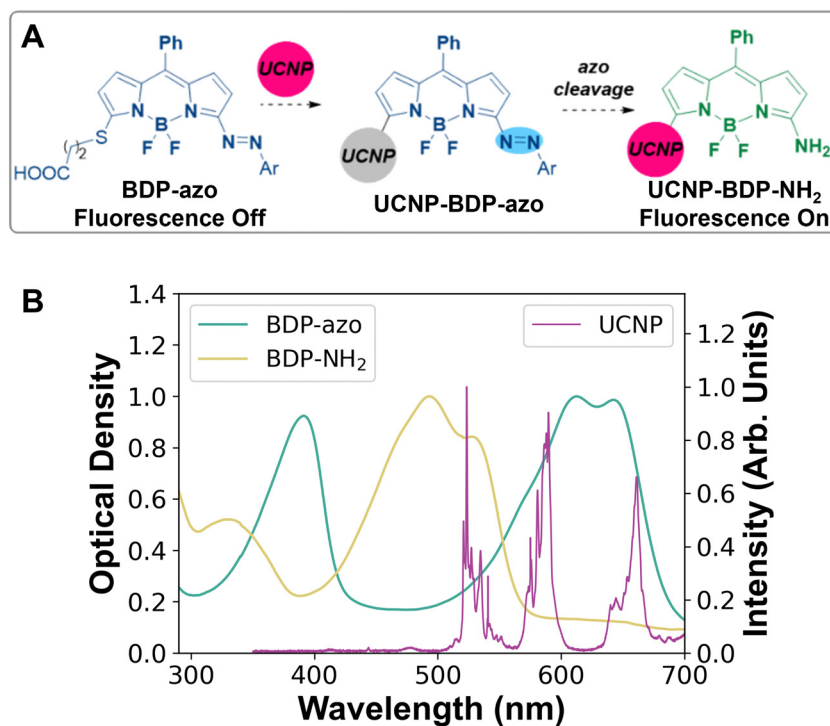 A
Ph
UCNP
S
N
N
B
F
F
N=N
Ar
( )2
HOOC
BDP-azo
Fluorescence Off
Ph
N
N
B
F
F
UCNP
N=N
Ar
UCNP-BDP-azo
azo
cleavage
Ph
N
N
B
F
F
UCNP
NH2
UCNP-BDP-NH2
Fluorescence On
B
BDP-azo
BDP-NH2
UCNP
Optical Density
1.4
1.2
1.0
0.8
0.6
0.4
0.2
0.0
Intensity (Arb. Units)
1.2
1.0
0.8
0.6
0.4
0.2
0.0
300
400
500
600
700
Wavelength (nm)